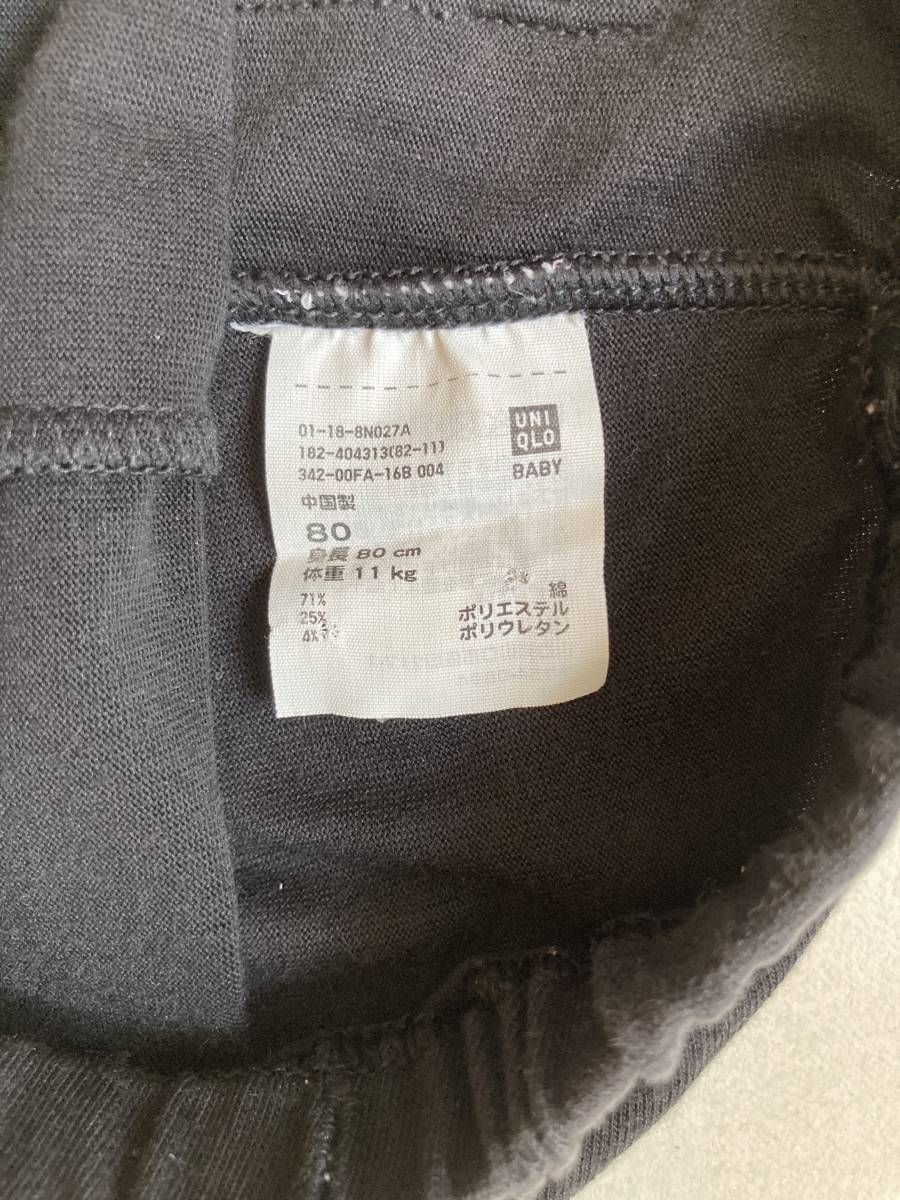 01-18-8N027A
182-404313(82-11)
342-00FA-16B 004
UNI
QLO
BABY
中国製
80
身長 80 cm
体重 11 kg
71% 綿
25% ポリエステル
4% ポリウレタン